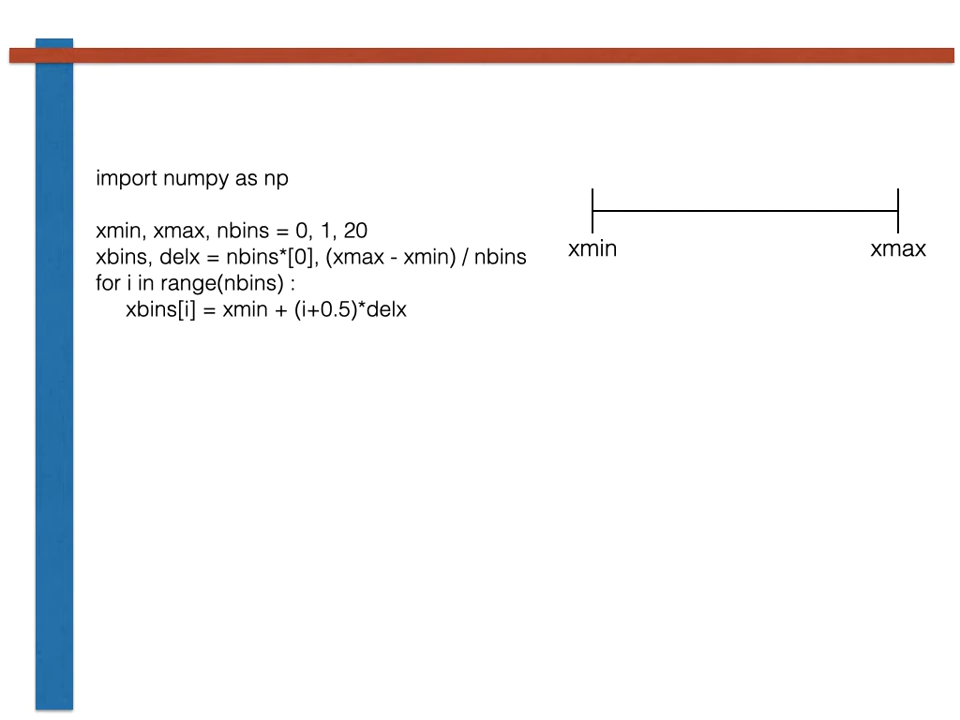 import numpy as np
xmin, xmax, nbins = 0, 1, 20
xbins, delx = nbins*[0], (xmax - xmin) / nbins
for i in range(nbins) :
xbins[i] = xmin + (i+0.5)*delx
xmin
xmax